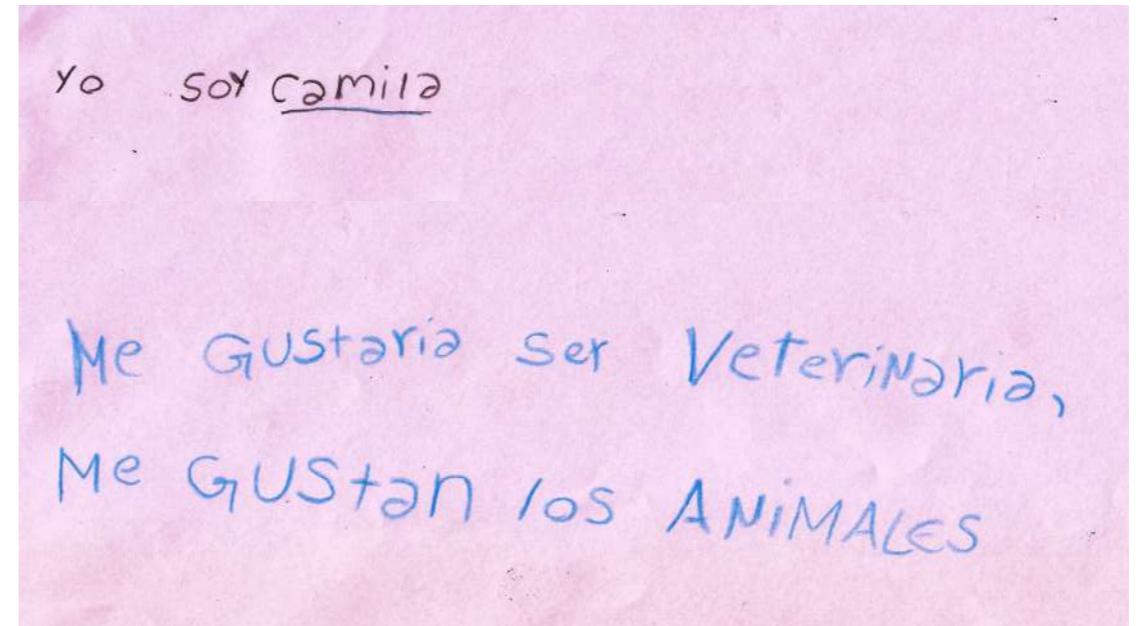 Yo soy camila
Me GUStaria ser VeteriNaria,
Me GUStan los ANiMALES